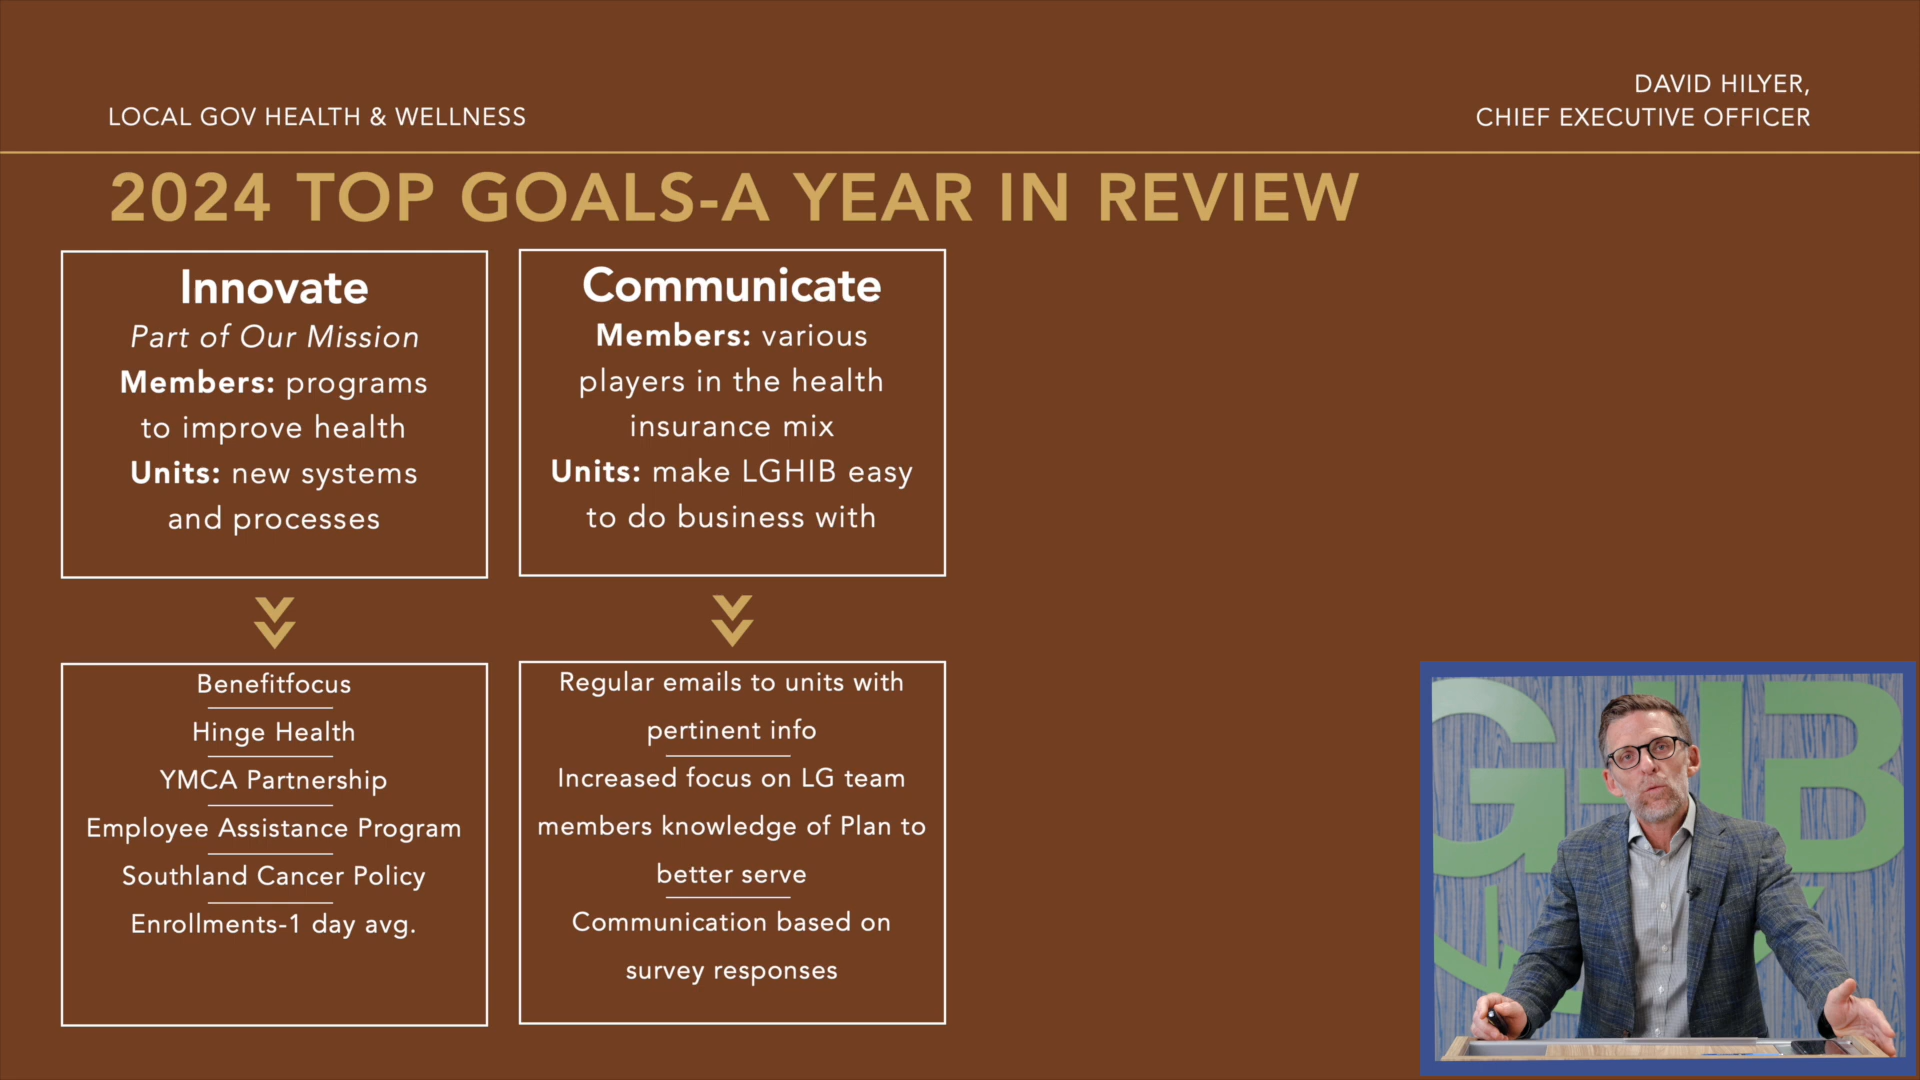 LOCAL GOV HEALTH & WELLNESS
DAVID HILYER,
CHIEF EXECUTIVE OFFICER
2024 TOP GOALS-A YEAR IN REVIEW
Innovate
Part of Our Mission
Members: programs
to improve health
Units: new systems
and processes
Communicate
Members: various
players in the health
insurance mix
Units: make LGHIB easy
to do business with
Benefitfocus
Hinge Health
YMCA Partnership
Employee Assistance Program
Southland Cancer Policy
Enrollments-1 day avg.
Regular emails to units with
pertinent info
Increased focus on LG team
members knowledge of Plan to
better serve
Communication based on
survey responses
GHB